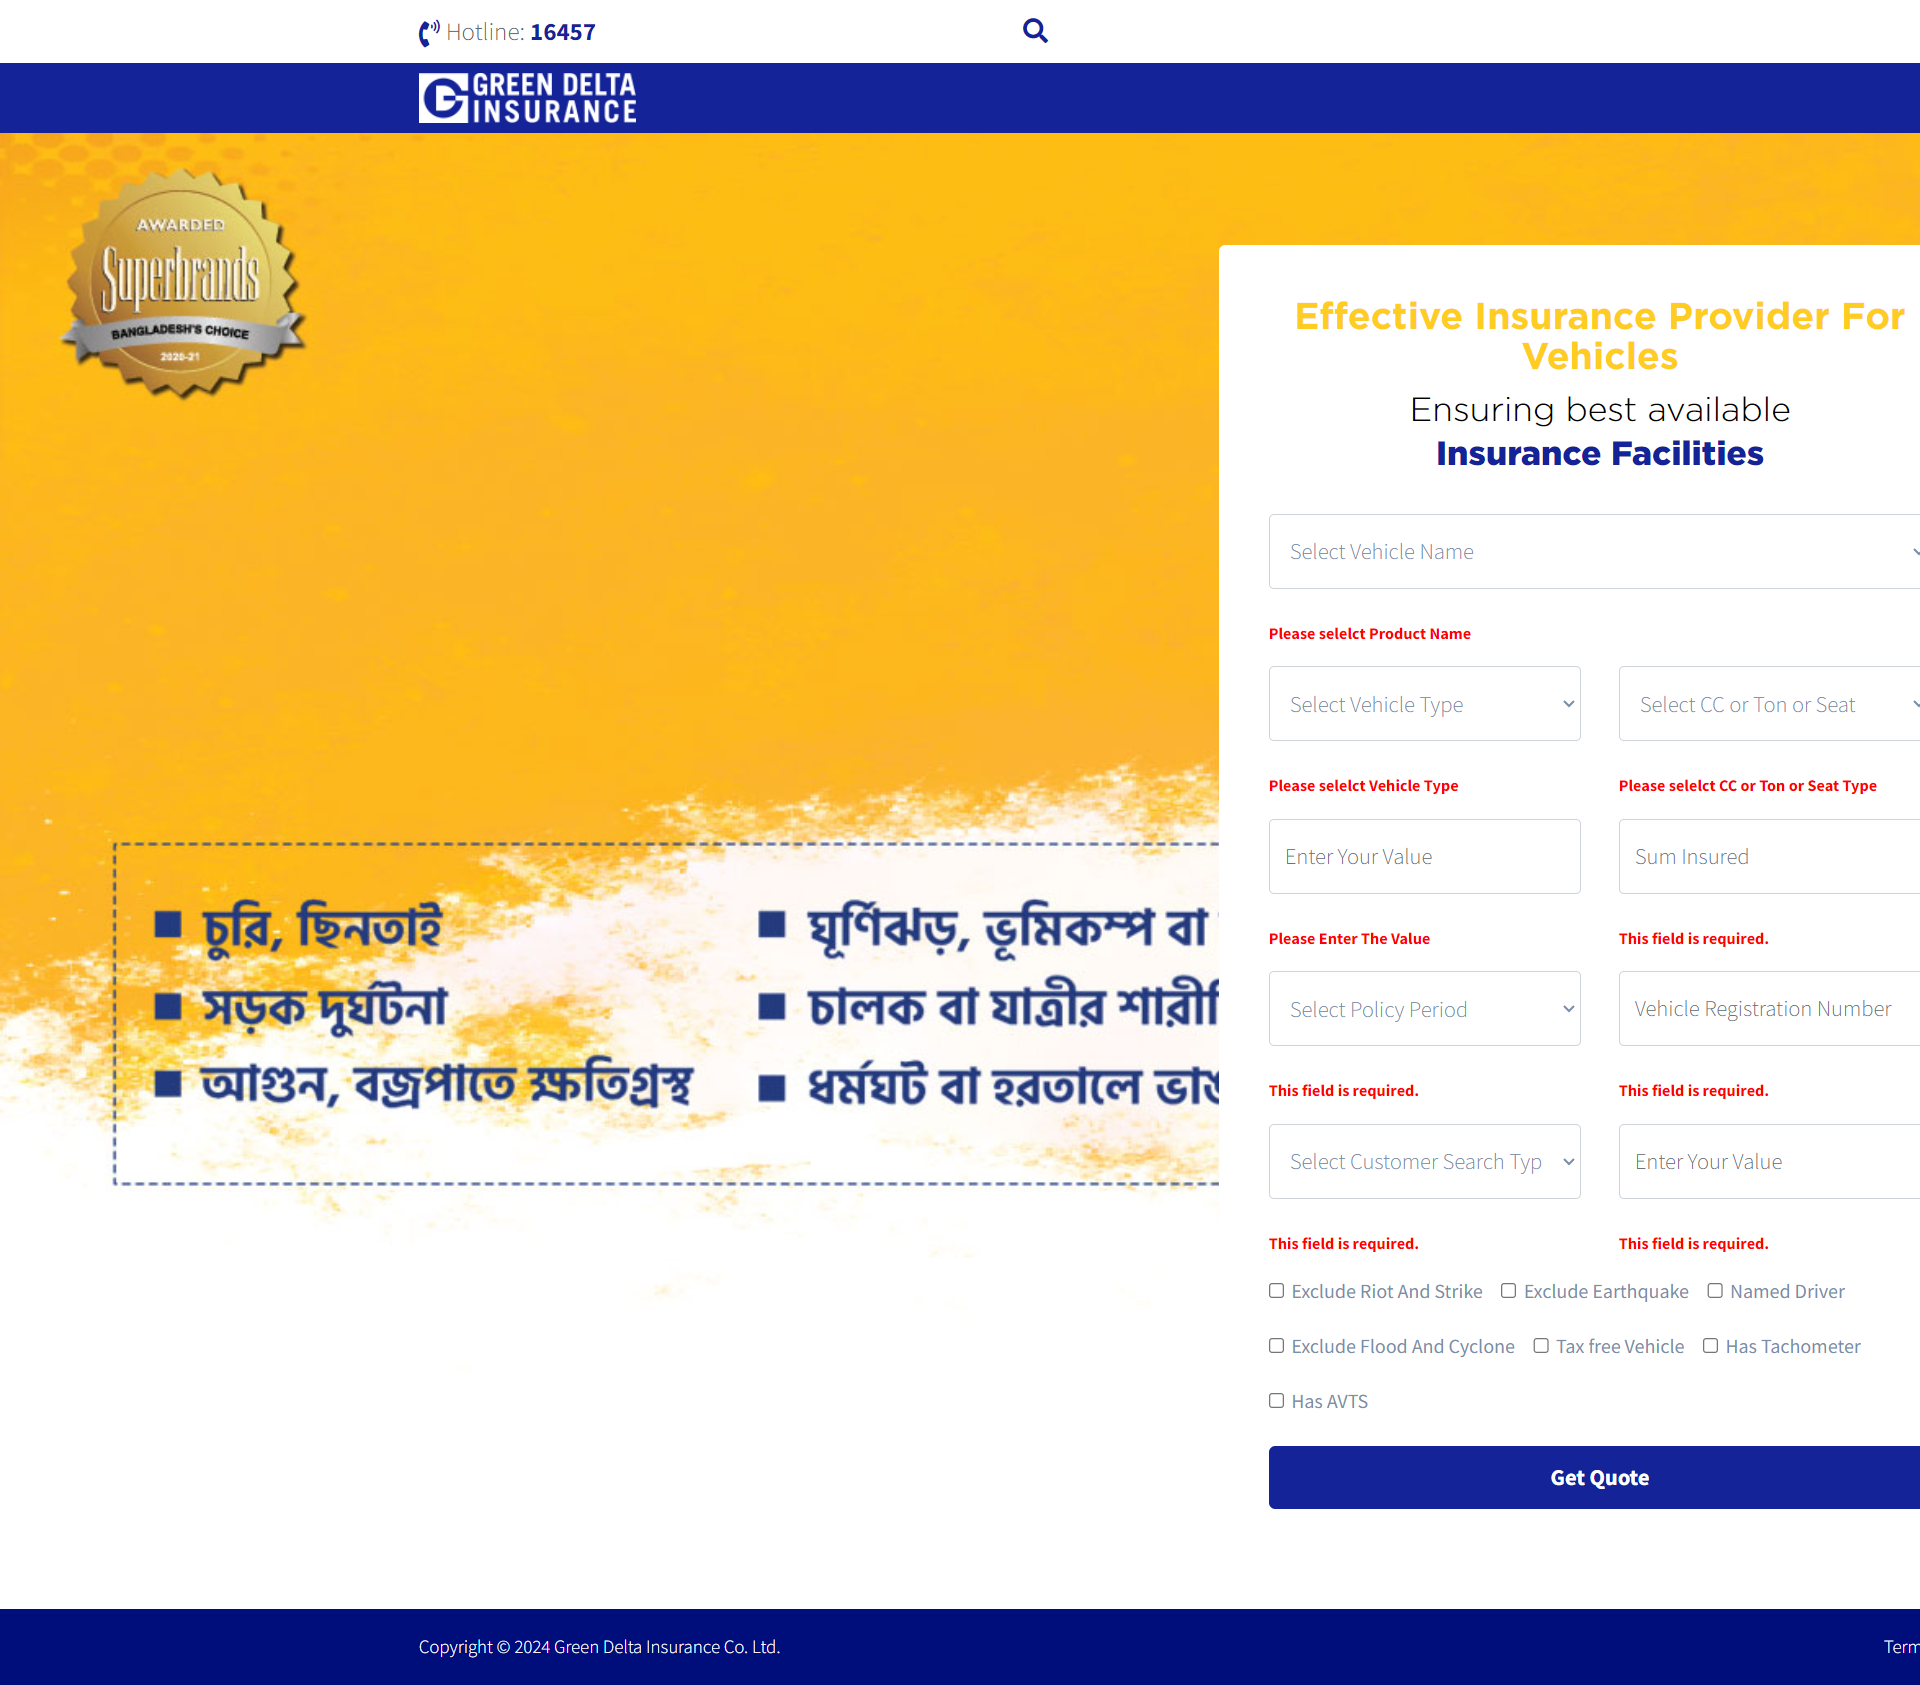 Hotline: 16457
GREEN DELTA
INSURANCE
AWARDED
Superbrands
BANGLADESH'S CHOICE
2020-21
চুরি, ছিনতাই
সড়ক দুর্ঘটনা
আগুন, বজ্রপাতে ক্ষতিগ্রস্থ
ঘূর্ণিঝড়, ভূমিকম্প বা
চালক বা যাত্রীর
ধর্মঘট বা হরতালে
Effective Insurance Provider For
Vehicles
Ensuring best available
Insurance Facilities
Select Vehicle Name
Please selelct Product Name
Select Vehicle Type
Select CC or Ton or Seat
Please selelct Vehicle Type
Please selelct CC or Ton or Seat Type
Enter Your Value
Sum Insured
Please Enter The Value
This field is required.
Select Policy Period
Vehicle Registration Number
This field is required.
This field is required.
Select Customer Search Typ
Enter Your Value
This field is required.
This field is required.
Exclude Riot And Strike Exclude Earthquake Named Driver
Exclude Flood And Cyclone Tax free Vehicle Has Tachometer
Has AVTS
Get Quote
Copyright © 2024 Green Delta Insurance Co. Ltd.
Term